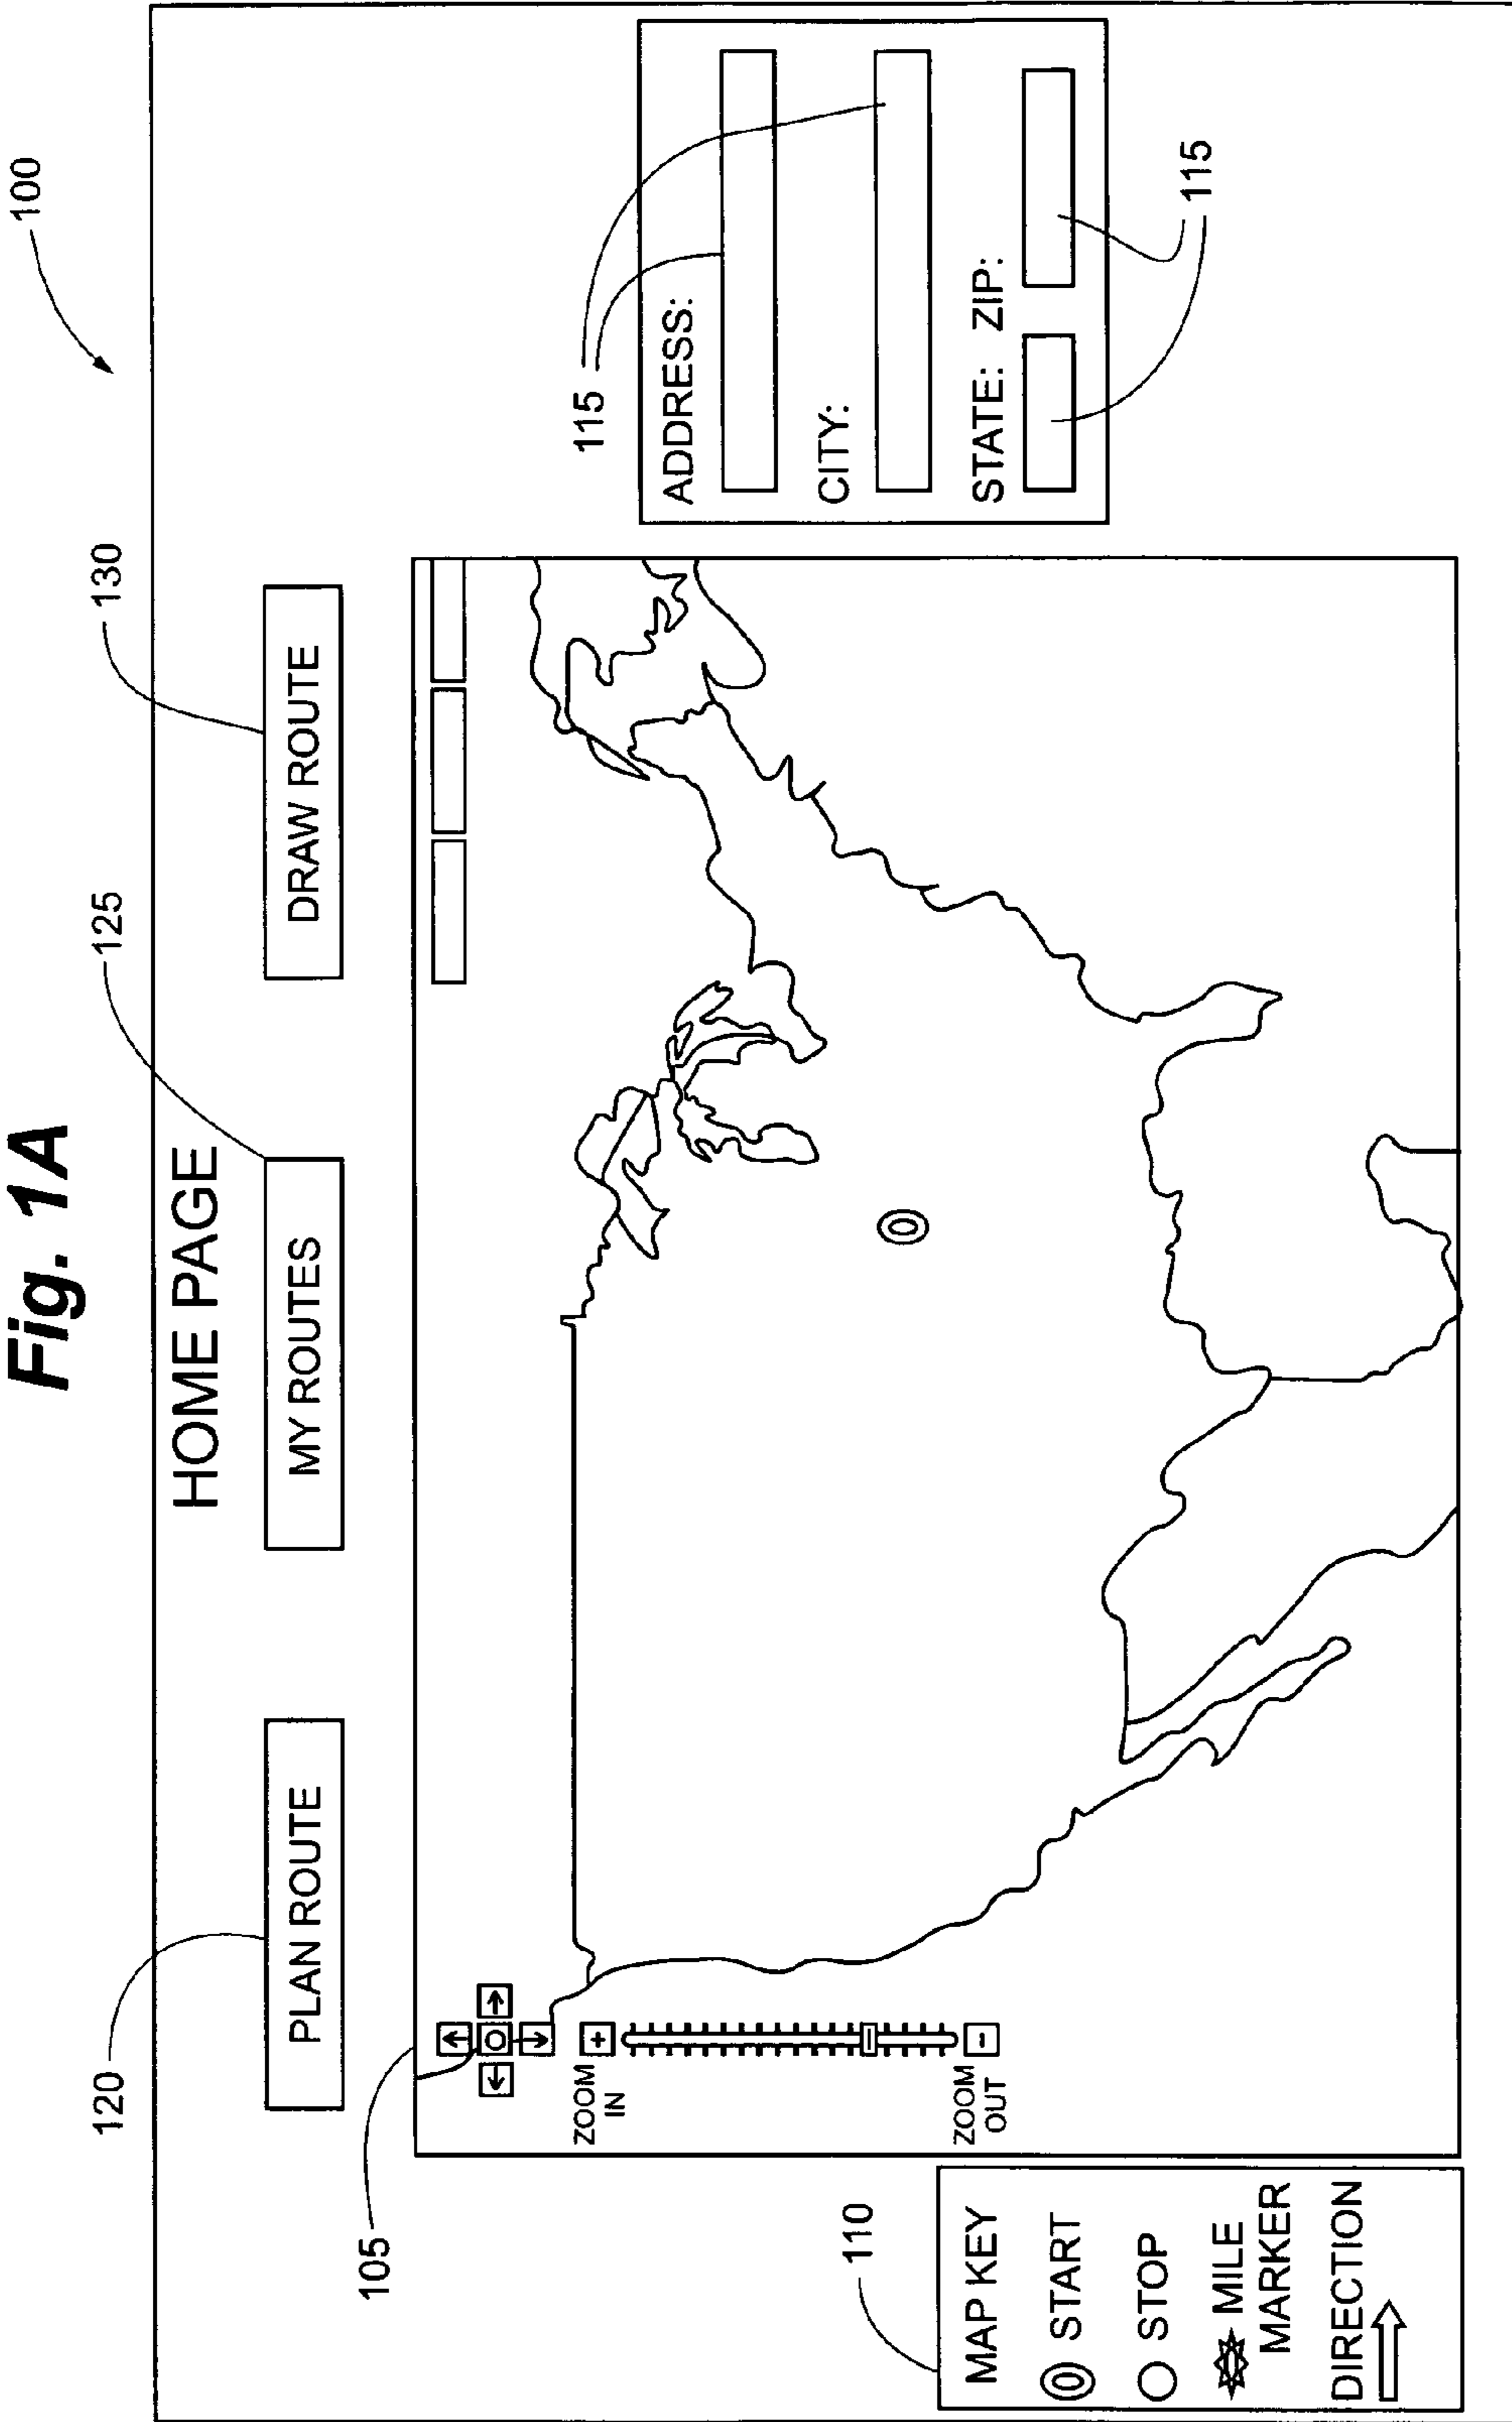 Fig. 1A
100
HOME PAGE
120
125
130
PLAN ROUTE
MY ROUTES
DRAW ROUTE
105
ZOOM
IN
+
ZOOM
OUT
-
110
MAP KEY
START
STOP
MILE
MARKER
DIRECTION
115
ADDRESS:
CITY:
STATE: ZIP:
115